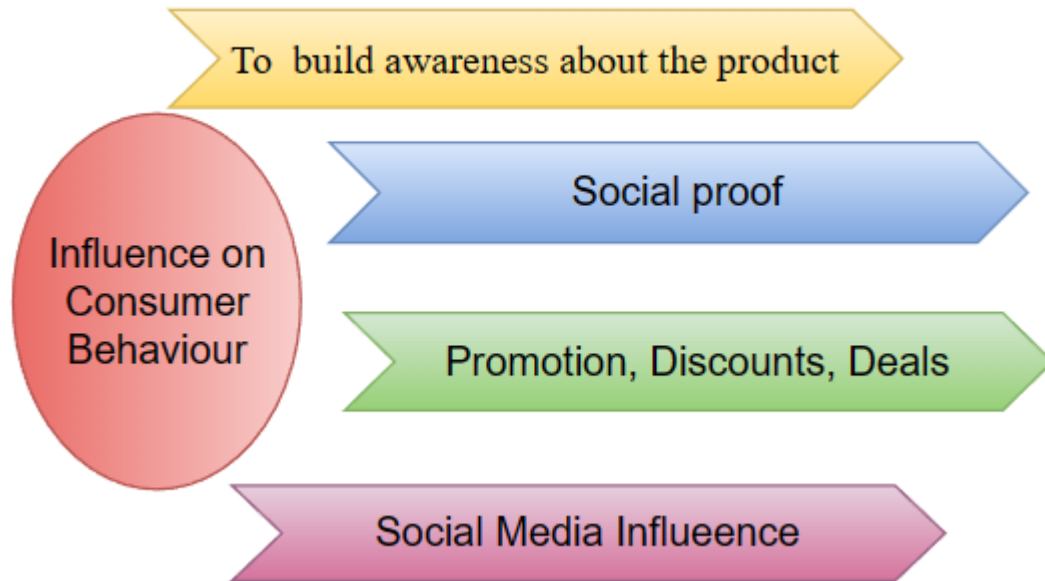 To  build awareness about the product
Social proof
Influence on
Consumer
Behaviour
Promotion, Discounts, Deals
Social Media Influeence